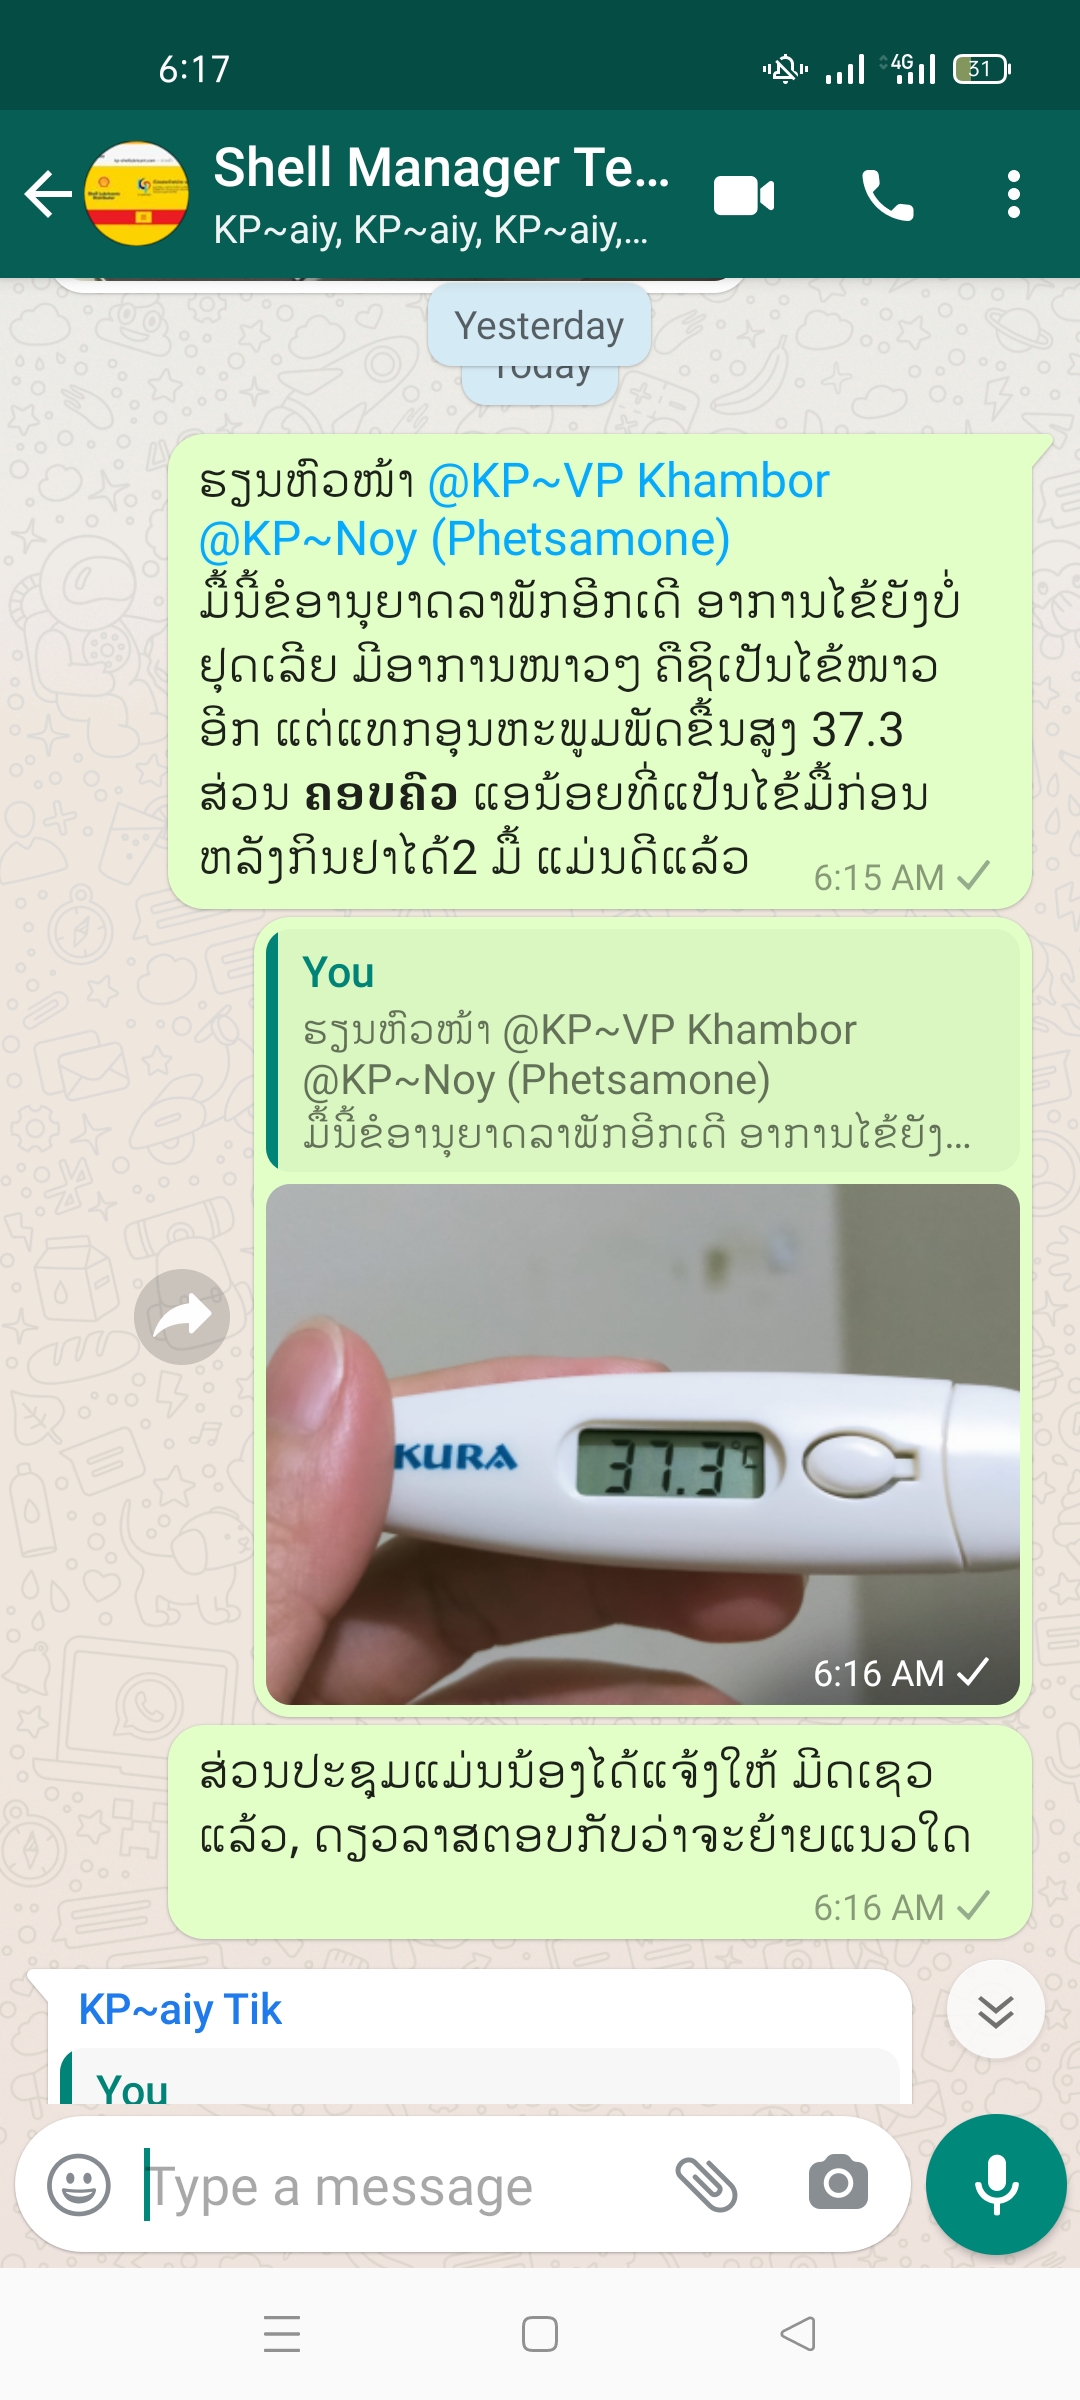 6:17
4G 31
Shell Manager Te...
KP~aiy, KP~aiy, KP~aiy,...
Yesterday
Today
ຮຽນຫົວໜ້າ @KP~VP Khambor
@KP~Noy (Phetsamone)
ມື້ນີ້ຂໍອານຸຍາດລາພັກອີກເດີ ອາການໄຂ້ຍັງບໍ່
ຢຸດເລີຍ ມີອາການໜາວໆ ຄືຊິເປັນໄຂ້ໜາວ
ອີກ ແຕ່ແທກອຸນຫະພູມພັດຂື້ນສູງ 37.3
ສ່ວນ ຄອບຄົວ ແອນ້ອຍທີ່ແປັນໄຂ້ມື້ກ່ອນ
ຫລັງກິນຢາໄດ້2 ມື້ ແມ່ນດີແລ້ວ
6:15 AM
You
ຮຽນຫົວໜ້າ @KP~VP Khambor
@KP~Noy (Phetsamone)
ມື້ນີ້ຂໍອານຸຍາດລາພັກອີກເດີ ອາການໄຂ້ຍັງ...
KURA 37.3°C
6:16 AM
ສ່ວນປະຊຸມແມ່ນນ້ອງໄດ້ແຈ້ງໃຫ້ ມີດເຊວ
ແລ້ວ, ດຽວລາສຕອບກັບວ່າຈະຍ້າຍແນວໃດ
6:16 AM
KP~aiy Tik
You
Type a message